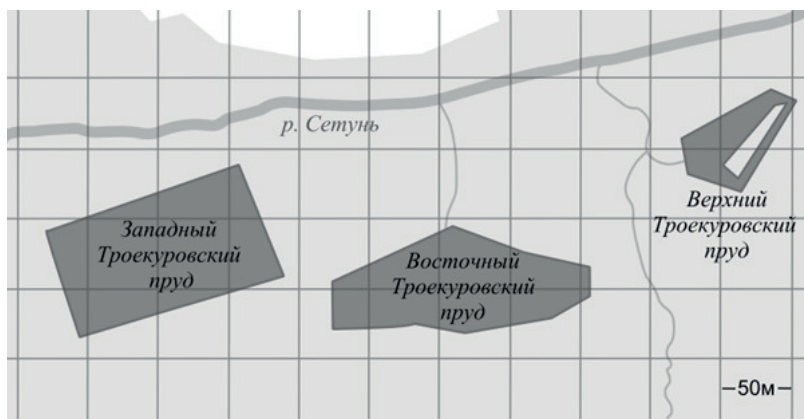 р. Сетунь
Западный
Троекуровский
пруд
Восточный
Троекуровский
пруд
Верхний
Троекуровский
пруд
50м